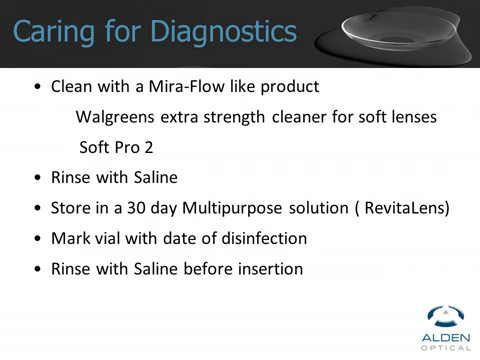 Caring for Diagnostics
• Clean with a Mira-Flow like product
Walgreens extra strength cleaner for soft lenses
Soft Pro 2
• Rinse with Saline
• Store in a 30 day Multipurpose solution ( RevitaLens)
• Mark vial with date of disinfection
• Rinse with Saline before insertion
ALDEN
OPTICAL